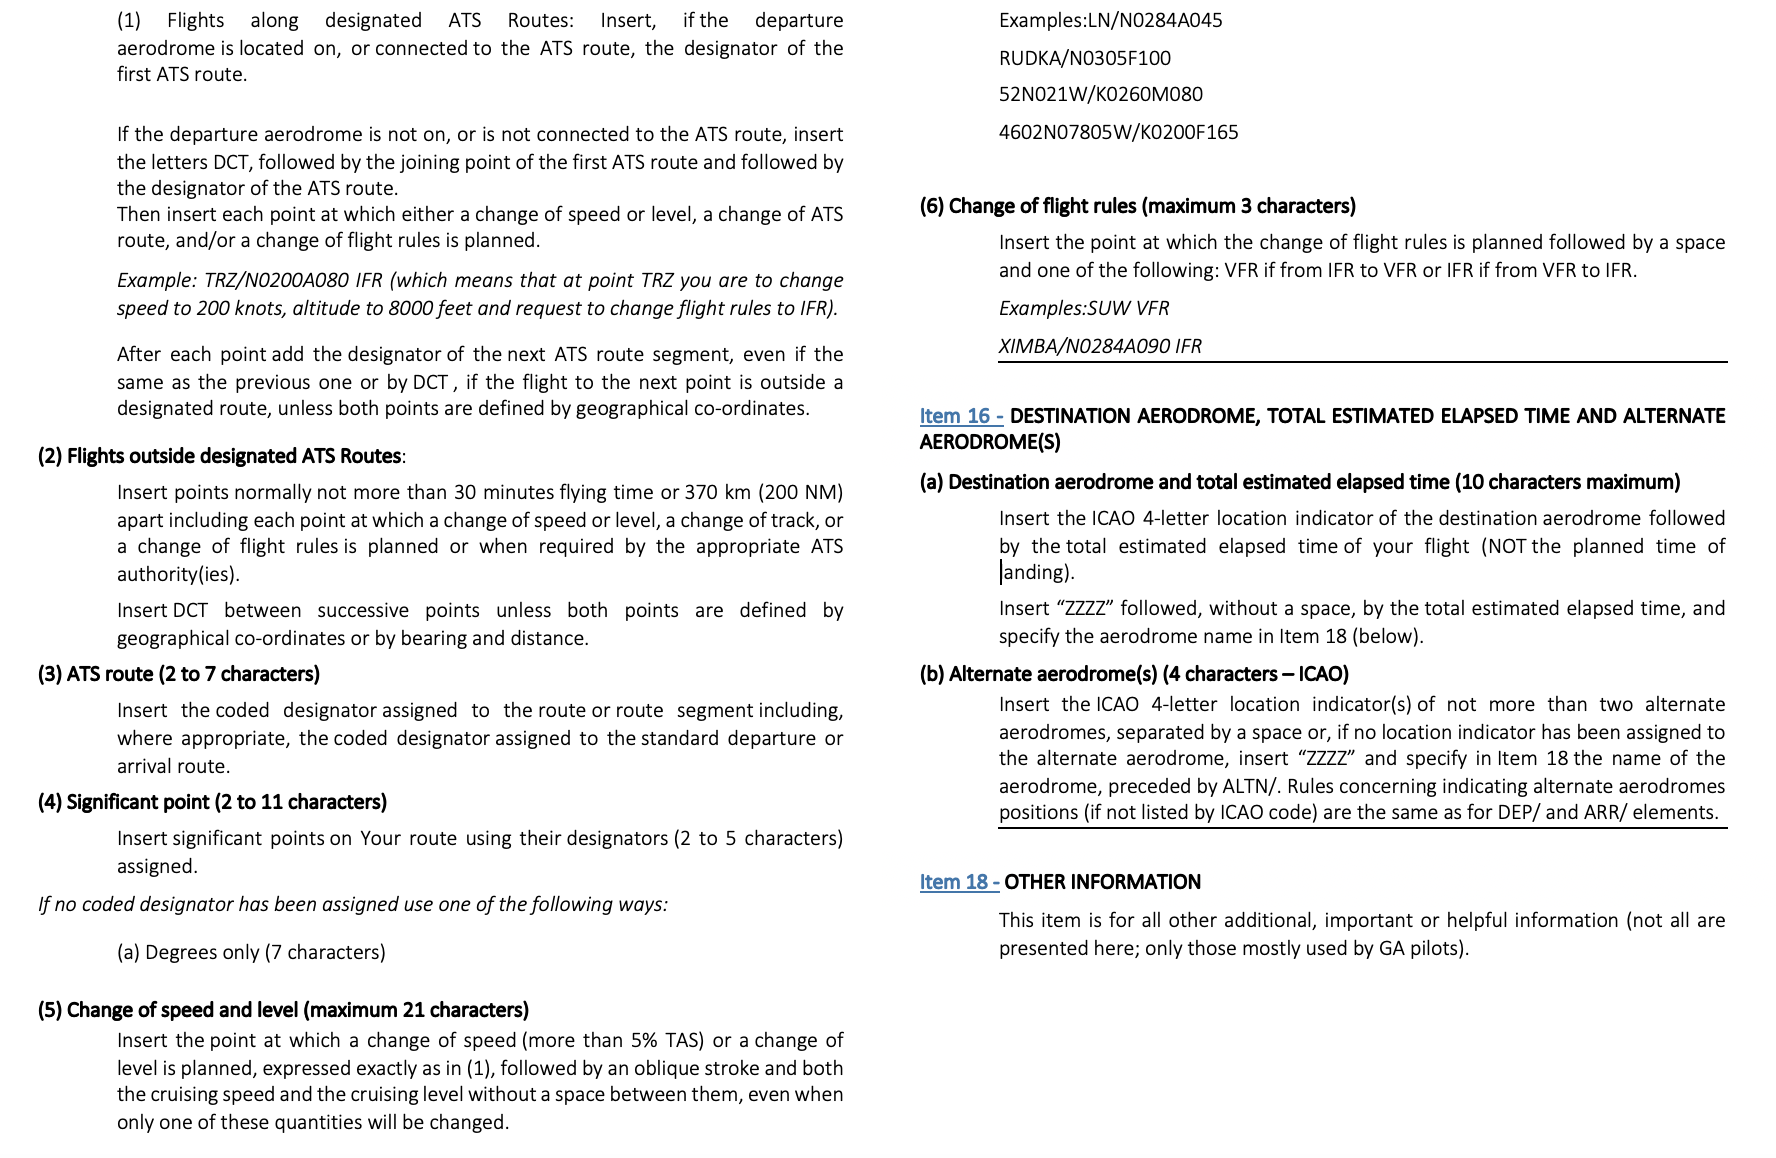 (1) Flights along designated ATS Routes: Insert, if the departure
aerodrome is located on, or connected to the ATS route, the designator of the
first ATS route.
If the departure aerodrome is not on, or is not connected to the ATS route, insert
the letters DCT, followed by the joining point of the first ATS route and followed by
the designator of the ATS route.
Then insert each point at which either a change of speed or level, a change of ATS
route, and/or a change of flight rules is planned.
Example: TRZ/N0200A080 IFR (which means that at point TRZ you are to change
speed to 200 knots, altitude to 8000 feet and request to change flight rules to IFR).
After each point add the designator of the next ATS route segment, even if the
same as the previous one or by DCT , if the flight to the next point is outside a
designated route, unless both points are defined by geographical co-ordinates.
(2) Flights outside designated ATS Routes:
Insert points normally not more than 30 minutes flying time or 370 km (200 NM)
apart including each point at which a change of speed or level, a change of track, or
a change of flight rules is planned or when required by the appropriate ATS
authority(ies).
Insert DCT between successive points unless both points are defined by
geographical co-ordinates or by bearing and distance.
(3) ATS route (2 to 7 characters)
Insert the coded designator assigned to the route or route segment including,
where appropriate, the coded designator assigned to the standard departure or
arrival route.
(4) Significant point (2 to 11 characters)
Insert significant points on Your route using their designators (2 to 5 characters)
assigned.
If no coded designator has been assigned use one of the following ways:
(a) Degrees only (7 characters)
(5) Change of speed and level (maximum 21 characters)
Insert the point at which a change of speed (more than 5% TAS) or a change of
level is planned, expressed exactly as in (1), followed by an oblique stroke and both
the cruising speed and the cruising level without a space between them, even when
only one of these quantities will be changed.
Examples:LN/N0284A045
RUDKA/N0305F100
52N021W/K0260M080
4602N07805W/K0200F165
(6) Change of flight rules (maximum 3 characters)
Insert the point at which the change of flight rules is planned followed by a space
and one of the following: VFR if from IFR to VFR or IFR if from VFR to IFR.
Examples:SUW VFR
XIMBA/N0284A090 IFR
Item 16 - DESTINATION AERODROME, TOTAL ESTIMATED ELAPSED TIME AND ALTERNATE
AERODROME(S)
(a) Destination aerodrome and total estimated elapsed time (10 characters maximum)
Insert the ICAO 4-letter location indicator of the destination aerodrome followed
by the total estimated elapsed time of your flight (NOT the planned time of
landing).
Insert “ZZZZ” followed, without a space, by the total estimated elapsed time, and
specify the aerodrome name in Item 18 (below).
(b) Alternate aerodrome(s) (4 characters – ICAO)
Insert the ICAO 4-letter location indicator(s) of not more than two alternate
aerodromes, separated by a space or, if no location indicator has been assigned to
the alternate aerodrome, insert “ZZZZ” and specify in Item 18 the name of the
aerodrome, preceded by ALTN/. Rules concerning indicating alternate aerodromes
positions (if not listed by ICAO code) are the same as for DEP/ and ARR/ elements.
Item 18 - OTHER INFORMATION
This item is for all other additional, important or helpful information (not all are
presented here; only those mostly used by GA pilots).